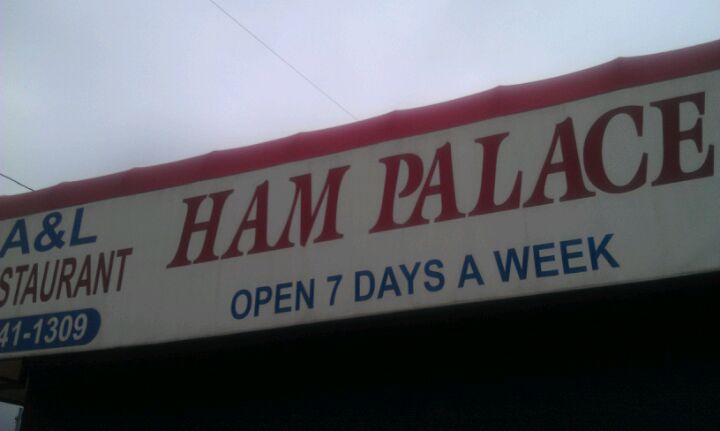 A&L
STAURANT
41-1309
HAM PALACE
OPEN 7 DAYS A WEEK